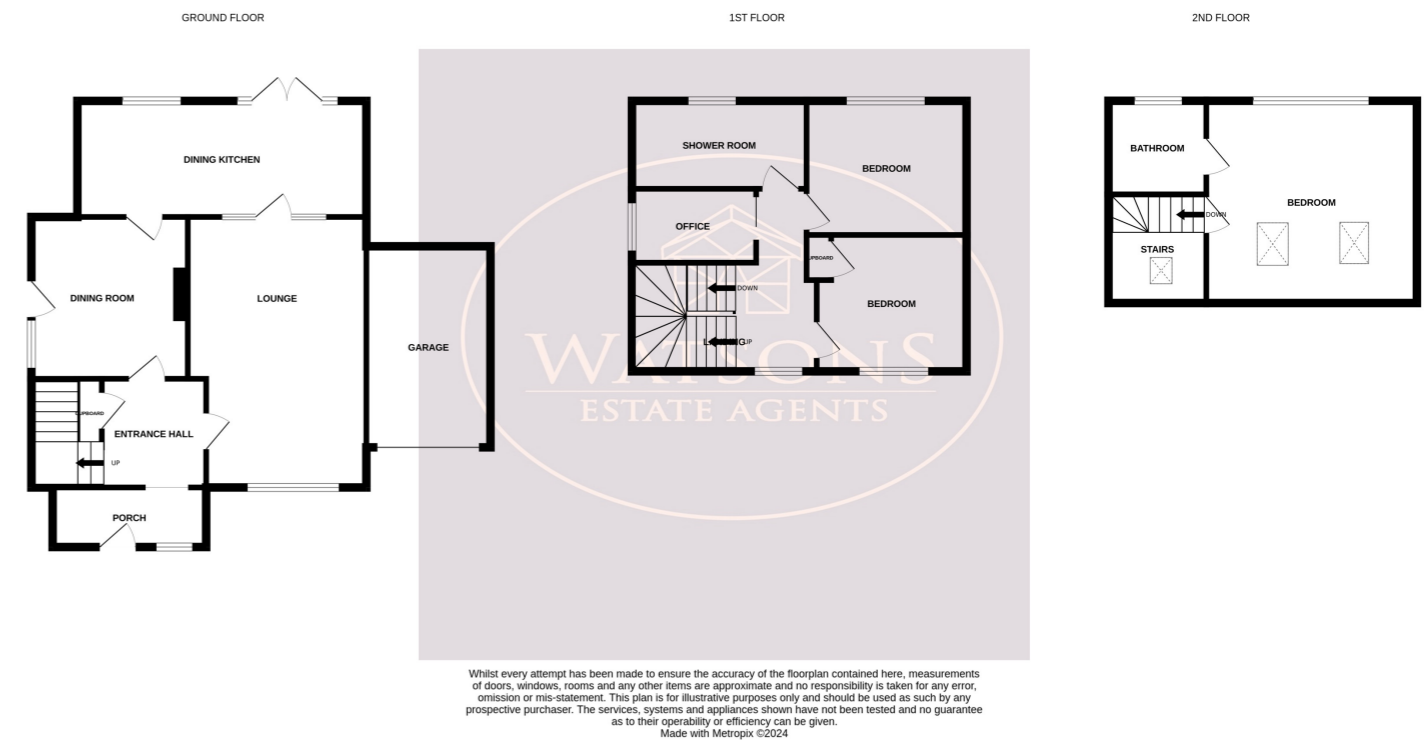 GROUND FLOOR
1ST FLOOR
2ND FLOOR
DINING KITCHEN
DINING ROOM
LOUNGE
GARAGE
ENTRANCE HALL
UP
PORCH
SHOWER ROOM
BEDROOM
OFFICE
DOWN
BEDROOM
UP
BATHROOM
BEDROOM
DOWN
STAIRS
WATSONS
ESTATE AGENTS
Whilst every attempt has been made to ensure the accuracy of the floorplan contained here, measurements
of doors, windows, rooms and any other items are approximate and no responsibility is taken for any error,
omission or mis-statement. This plan is for illustrative purposes only and should be used as such by any
prospective purchaser. The services, systems and appliances shown have not been tested and no guarantee
as to their operability or efficiency can be given.
Made with Metropix ©2024